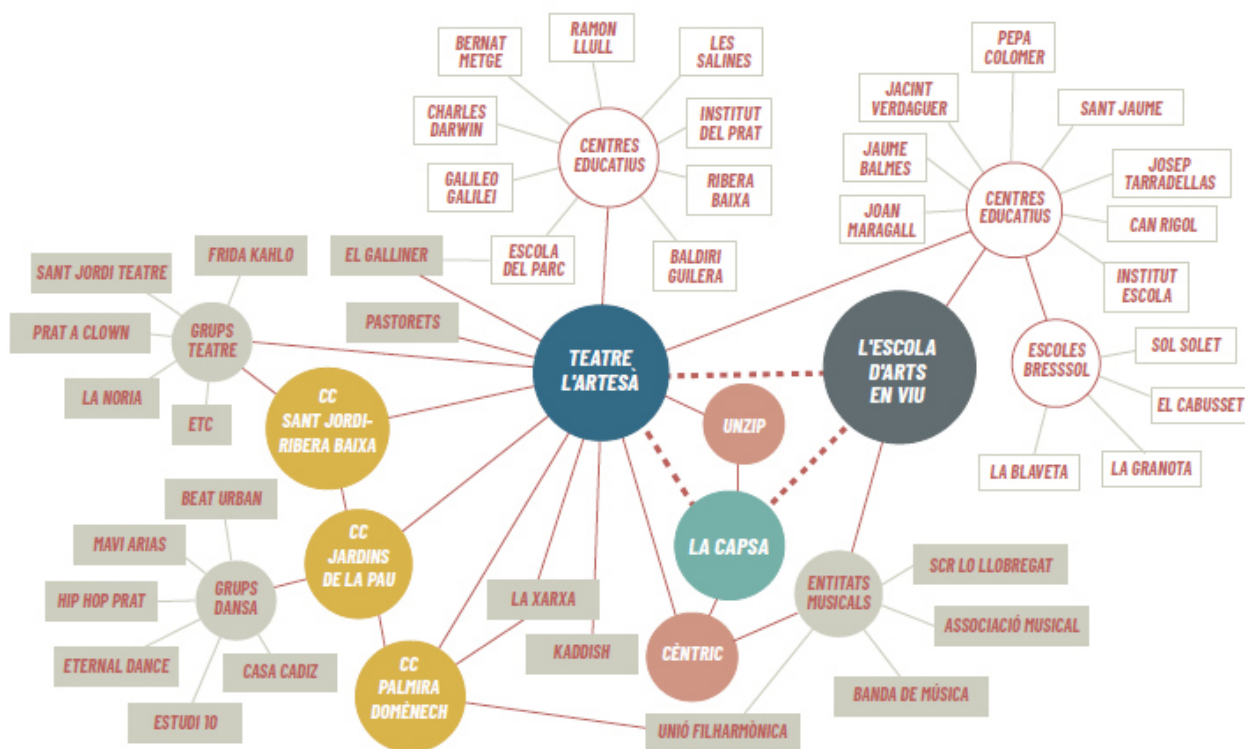 BERNAT
METGE
RAMON
LLULL
LES
SALINES
CHARLES
DARWIN
CENTRES
EDUCATIUS
INSTITUT
DEL PRAT
GALILEO
GALILEI
RIBERA
BAIXA
ESCOLA
DEL PARC
BALDIRI
GUILERA
PEPA
COLOMER
JACINT
VERDAGUER
SANT JAUME
JAUME
BALMES
CENTRES
EDUCATIUS
JOSEP
TARRADELLAS
JOAN
MARAGALL
CAN RIGOL
INSTITUT
ESCOLA
ESCOLES
BRESSSOL
SOL SOLET
EL CABUSSET
LA GRANOTA
LA BLAVETA
FRIDA KAHLO
SANT JORDI TEATRE
EL GALLINER
PRAT A CLOWN
GRUPS
TEATRE
PASTORETS
LA NORIA
ETC
TEATRE
L'ARTESÀ
L'ESCOLA
D'ARTS
EN VIU
CC
SANT JORDI-
RIBERA BAIXA
UNZIP
BEAT URBAN
MAVI ARIAS
HIP HOP PRAT
GRUPS
DANSA
ETERNAL DANCE
CASA CADIZ
ESTUDI 10
CC
JARDINS
DE LA PAU
LA CAPSA
LA XARXA
KADDISH
CÈNTRIC
CC
PALMIRA
DOMÈNECH
ENTITATS
MUSICALS
SCR LO LLOBREGAT
ASSOCIACIÓ MUSICAL
BANDA DE MÚSICA
UNIÓ FILHARMÒNICA